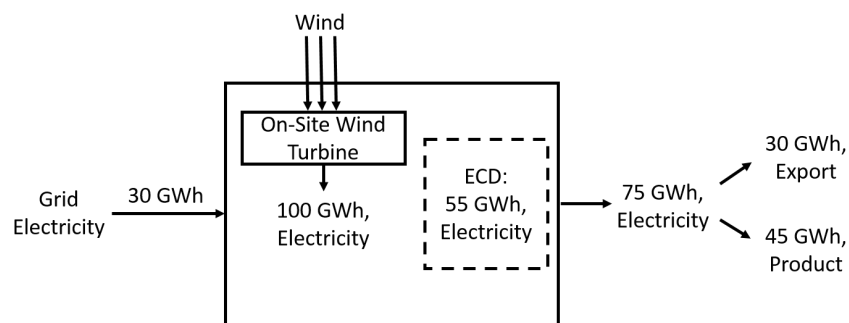 Wind
On-Site Wind
Turbine
100 GWh,
Electricity
Grid
Electricity
30 GWh
ECD:
55 GWh,
Electricity
75 GWh,
Electricity
30 GWh,
Export
45 GWh,
Product